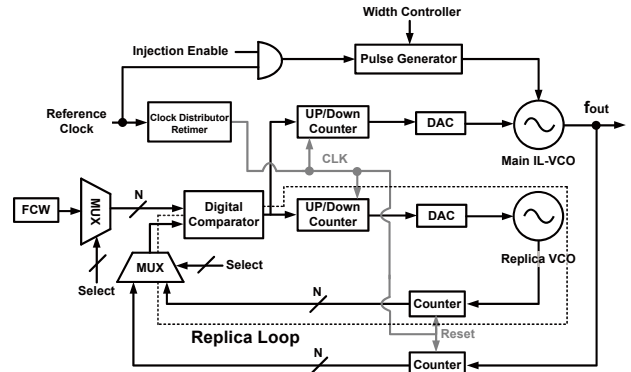 Width Controller
Injection Enable
Pulse Generator
fout
Reference
Clock
Clock Distributor
Retimer
UP/Down
Counter
DAC
Main IL-VCO
CLK
FCW
MUX
N
Digital
Comparator
UP/Down
Counter
DAC
Replica VCO
MUX
Select
Select
N
Counter
Replica Loop
Reset
N
Counter